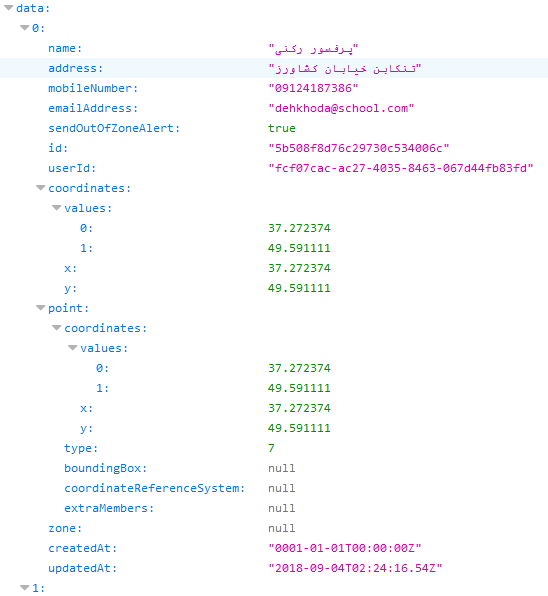 data:
0:
name: "پرفسور رکنی"
address: "تنکابن خیابان کشاورز"
mobileNumber: "09124187386"
emailAddress: "dehkhoda@school.com"
sendOutOfZoneAlert: true
id: "5b508f8d76c29730c534006c"
userId: "fcf07cac-ac27-4035-8463-067d44fb83fd"
coordinates:
values:
0: 37.272374
1: 49.591111
x: 37.272374
y: 49.591111
point:
coordinates:
values:
0: 37.272374
1: 49.591111
x: 37.272374
y: 49.591111
type: 7
boundingBox: null
coordinateReferenceSystem: null
extraMembers: null
zone: null
createdAt: "0001-01-01T00:00:00Z"
updatedAt: "2018-09-04T02:24:16.54Z"
1: